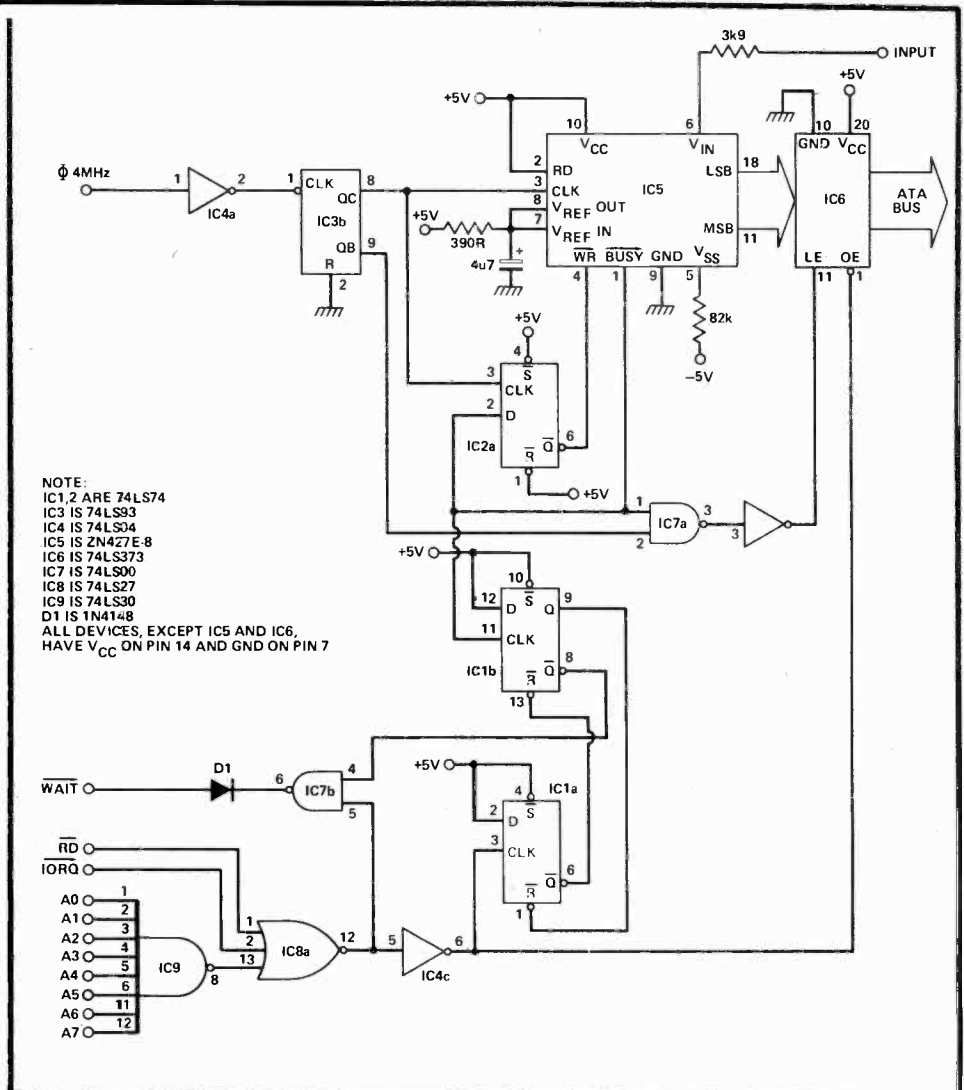 3k9
INPUT
+5V
+5V
10
VCC
6
VIN
10
GND
20
VCC
Φ 4MHz
1
2
IC4a
1
CLK
QC
8
IC3b
QB
9
R
2
2
RD
3
CLK
8
VREF OUT
7
VREF IN
IC5
LSB
18
MSB
11
WR
4
BUSY
1
GND
9
VSS
5
IC6
LE
11
OE
1
ATA
BUS
+5V
390R
+
4u7
82k
−5V
+5V
4
S
3
CLK
2
D
IC2a
Q
6
R
1
+5V
1
2
IC7a
3
3
NOTE:
IC1,2 ARE 74LS74
IC3 IS 74LS93
IC4 IS 74LS04
IC5 IS ZN427E-8
IC6 IS 74LS373
IC7 IS 74LS00
IC8 IS 74LS27
IC9 IS 74LS30
D1 IS 1N4148
ALL DEVICES, EXCEPT IC5 AND IC6,
HAVE VCC ON PIN 14 AND GND ON PIN 7
+5V
10
S
12
D
Q
9
11
CLK
IC1b
Q
8
R
13
WAIT
D1
6
IC7b
4
5
+5V
4
S
IC1a
2
D
3
CLK
Q
6
R
1
RD
IORQ
A0
1
A1
2
A2
3
A3
4
A4
5
A5
6
A6
11
A7
12
IC9
8
1
2
13
IC8a
12
5
6
IC4c